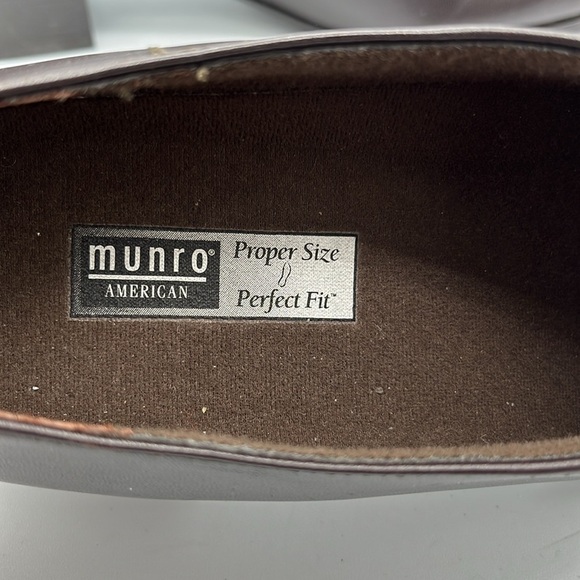 munro®
AMERICAN
Proper Size
Perfect Fit™